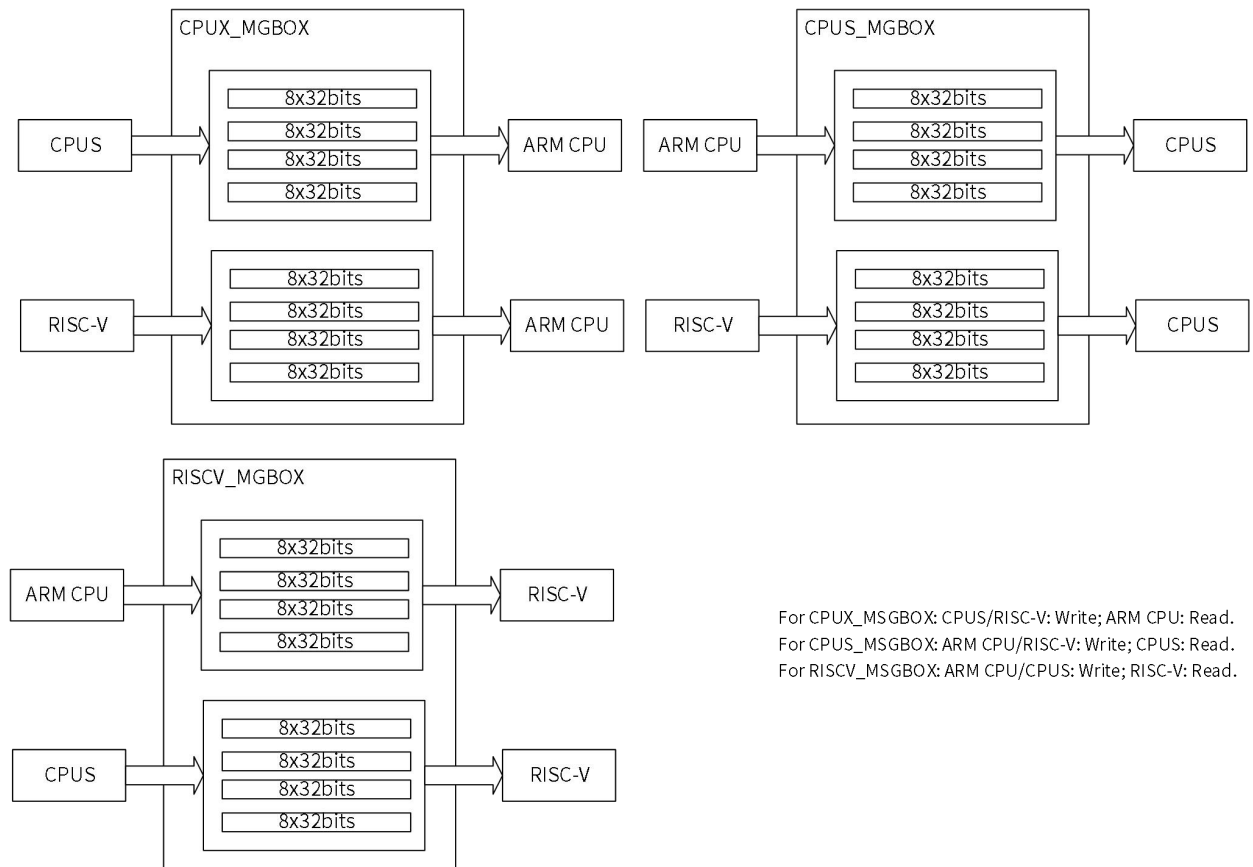 CPUX_MGBOX
8x32bits
8x32bits
8x32bits
8x32bits
CPUS
ARM CPU
8x32bits
8x32bits
8x32bits
8x32bits
RISC-V
ARM CPU
CPUS_MGBOX
8x32bits
8x32bits
8x32bits
8x32bits
ARM CPU
CPUS
8x32bits
8x32bits
8x32bits
8x32bits
RISC-V
CPUS
RISCV_MGBOX
8x32bits
8x32bits
8x32bits
8x32bits
ARM CPU
RISC-V
8x32bits
8x32bits
8x32bits
8x32bits
CPUS
RISC-V
For CPUX_MSGBOX: CPUS/RISC-V: Write; ARM CPU: Read.
For CPUS_MSGBOX: ARM CPU/RISC-V: Write; CPUS: Read.
For RISCV_MSGBOX: ARM CPU/CPUS: Write; RISC-V: Read.